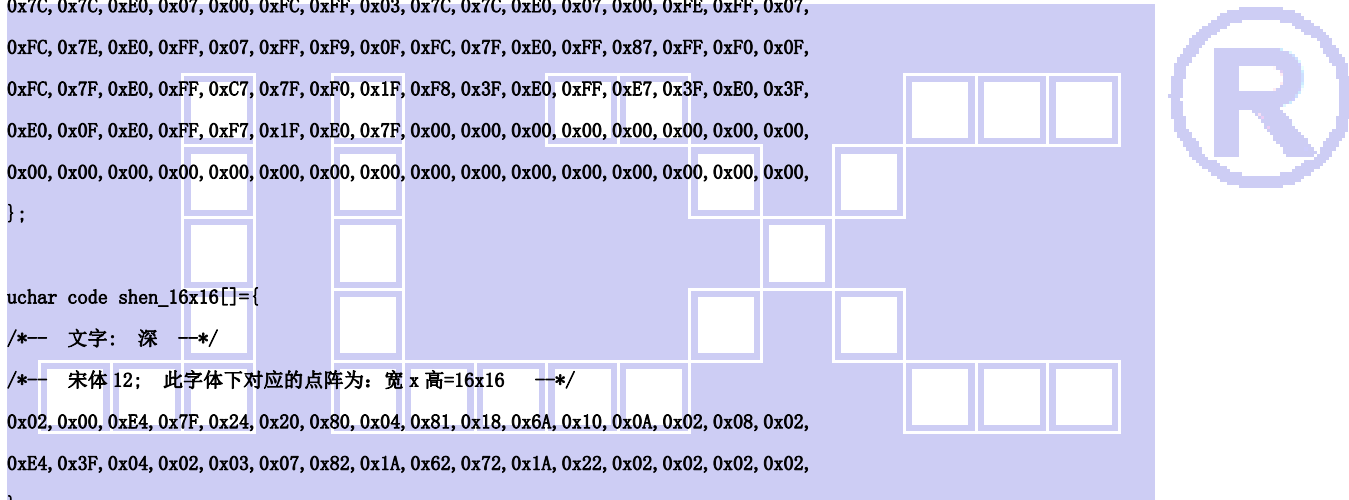 0x7C,0x7C,0xE0,0x07,0x00,0xFC,0xFF,0x03,0x7C,0x7C,0xE0,0x07,0x00,0xFE,0xFF,0x07,
0xFC,0x7E,0xE0,0xFF,0x07,0xFF,0xF9,0x0F,0xFC,0x7F,0xE0,0xFF,0x87,0xFF,0xF0,0x0F,
0xFC,0x7F,0xE0,0xFF,0xC7,0x7F,0xF0,0x1F,0xF8,0x3F,0xE0,0xFF,0xE7,0x3F,0xE0,0x3F,
0xE0,0x0F,0xE0,0xFF,0xF7,0x1F,0xE0,0x7F,0x00,0x00,0x00,0x00,0x00,0x00,0x00,0x00,
0x00,0x00,0x00,0x00,0x00,0x00,0x00,0x00,0x00,0x00,0x00,0x00,0x00,0x00,0x00,0x00,
};
uchar code shen_16x16[]={
/*-- 文字: 深 --*/
/*-- 宋体 12; 此字体下对应的点阵为：宽 x 高=16x16 --*/
0x02,0x00,0xE4,0x7F,0x24,0x20,0x80,0x04,0x81,0x18,0x6A,0x10,0x0A,0x02,0x08,0x02,
0xE4,0x3F,0x04,0x02,0x03,0x07,0x82,0x1A,0x62,0x72,0x1A,0x22,0x02,0x02,0x02,0x02,
®